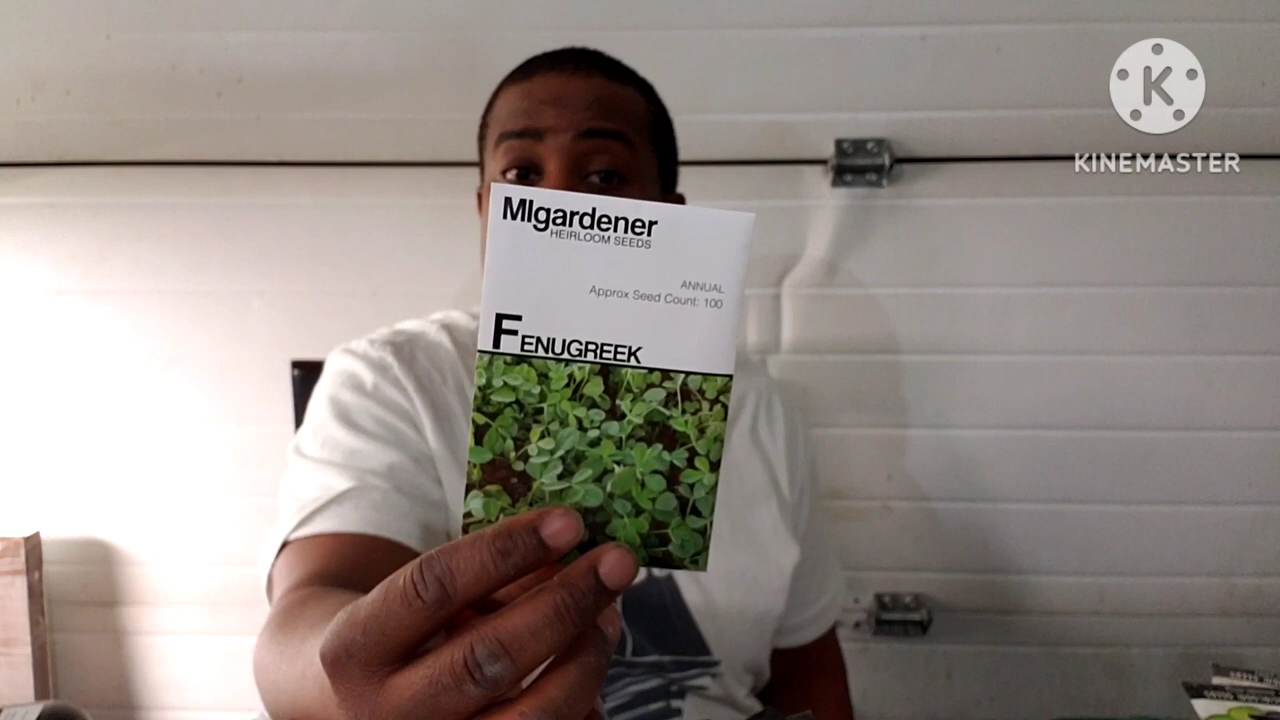 MIgardener
HEIRLOOM SEEDS
ANNUAL
Approx Seed Count: 100
FENUGREEK
K
KINEMASTER